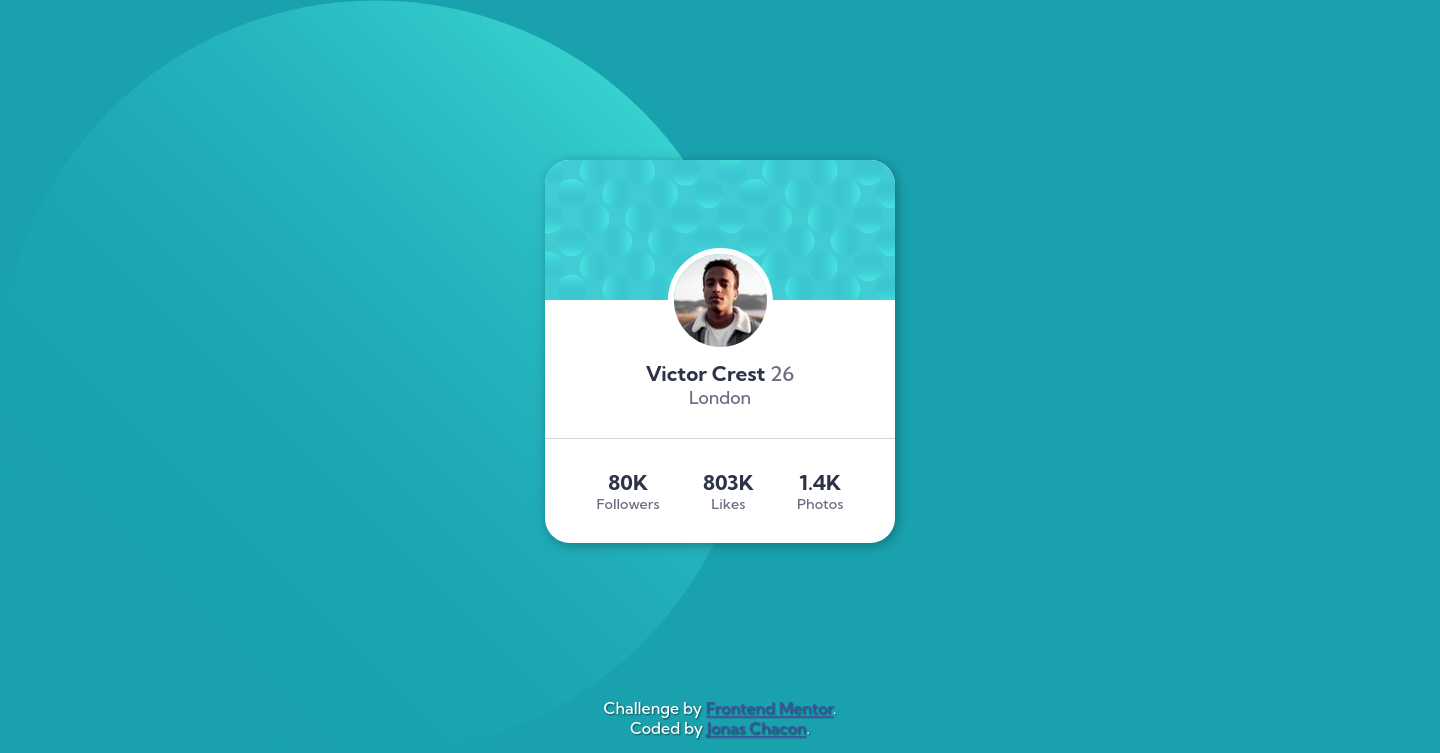 Victor Crest 26
London
80K 803K 1.4K
Followers Likes Photos
Challenge by Frontend Mentor.
Coded by Jonas Chacon.